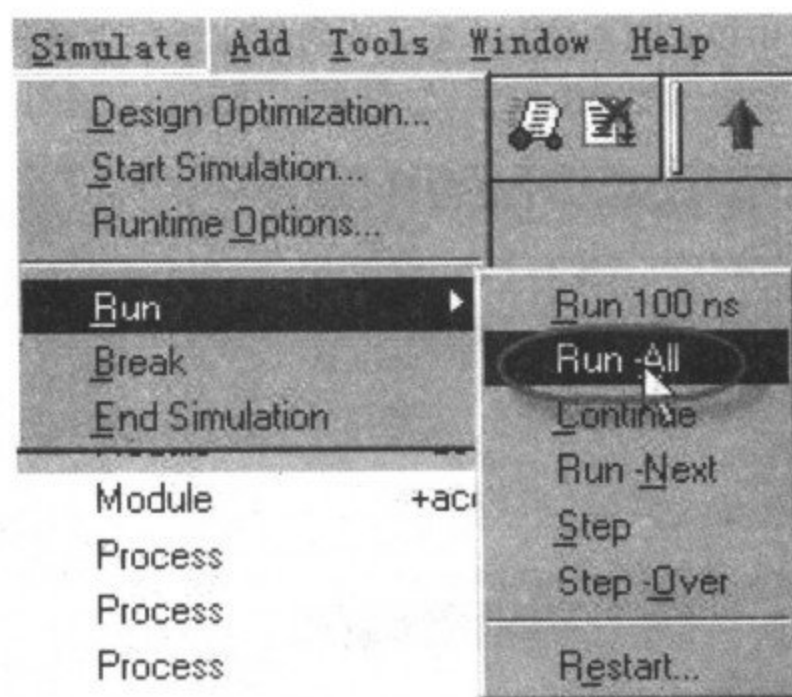 Simulate Add Tools Window Help
Design Optimization...
Start Simulation...
Runtime Options...
Run
Break
End Simulation
Run 100 ns
Run -All
Continue
Run -Next
Step
Step -Over
Restart...
Module +acc
Process
Process
Process